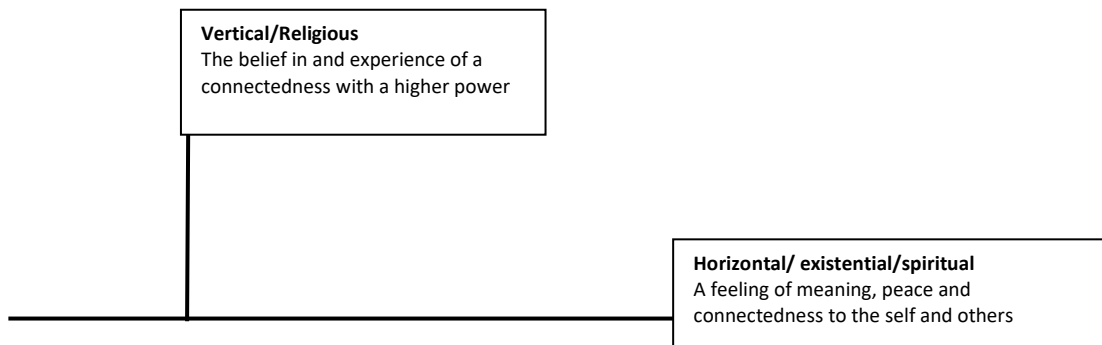 Vertical/Religious
The belief in and experience of a
connectedness with a higher power
Horizontal/ existential/spiritual
A feeling of meaning, peace and
connectedness to the self and others